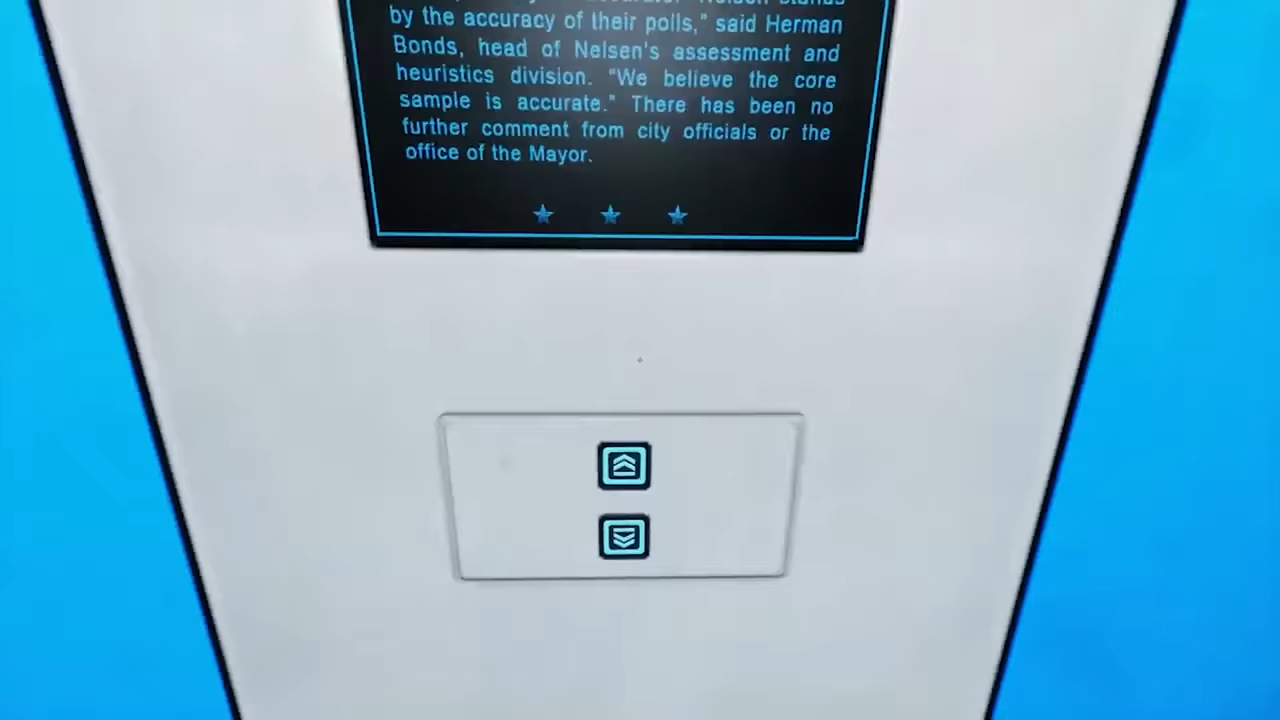 by the accuracy of their polls," said Herman
Bonds, head of Nelsen's assessment and
heuristics division. "We believe the core
sample is accurate." There has been no
further comment from city officials or the
office of the Mayor.